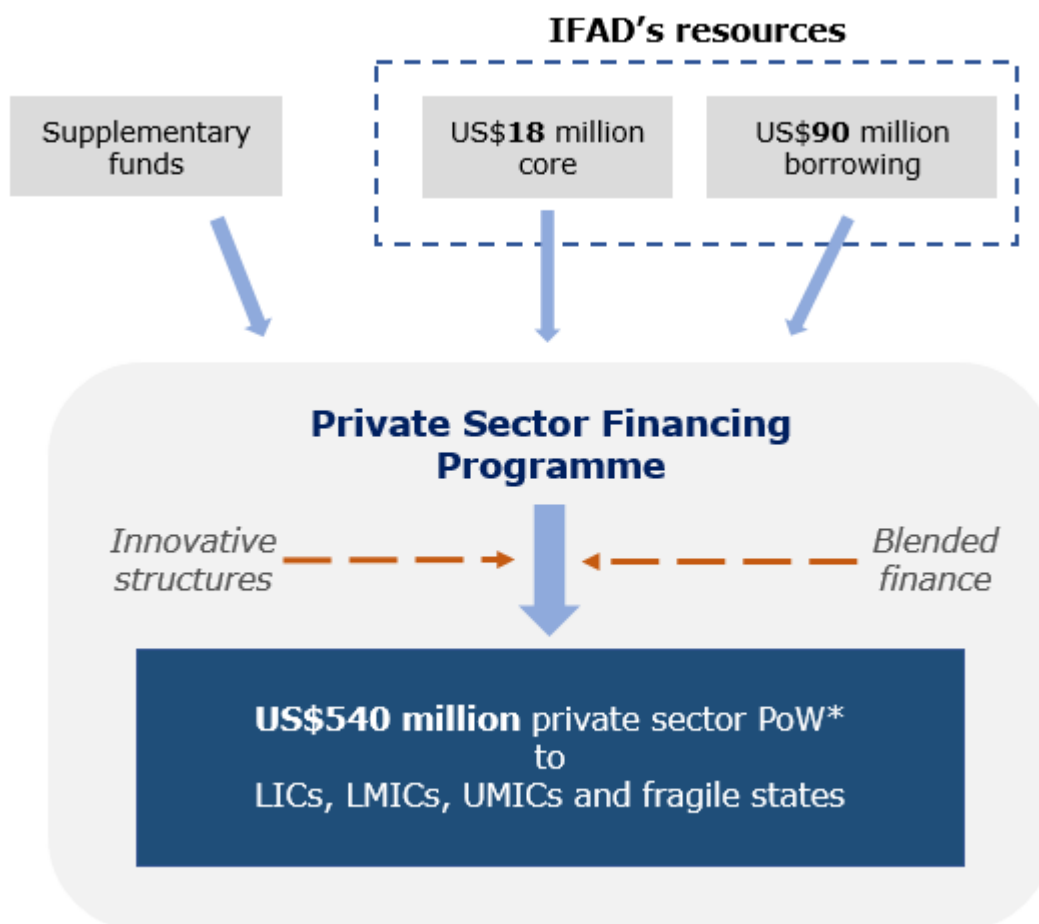 IFAD's resources
Supplementary
funds
US$18 million
core
US$90 million
borrowing
Private Sector Financing
Programme
Innovative
structures
Blended
finance
US$540 million private sector PoW*
to
LICs, LMICs, UMICs and fragile states